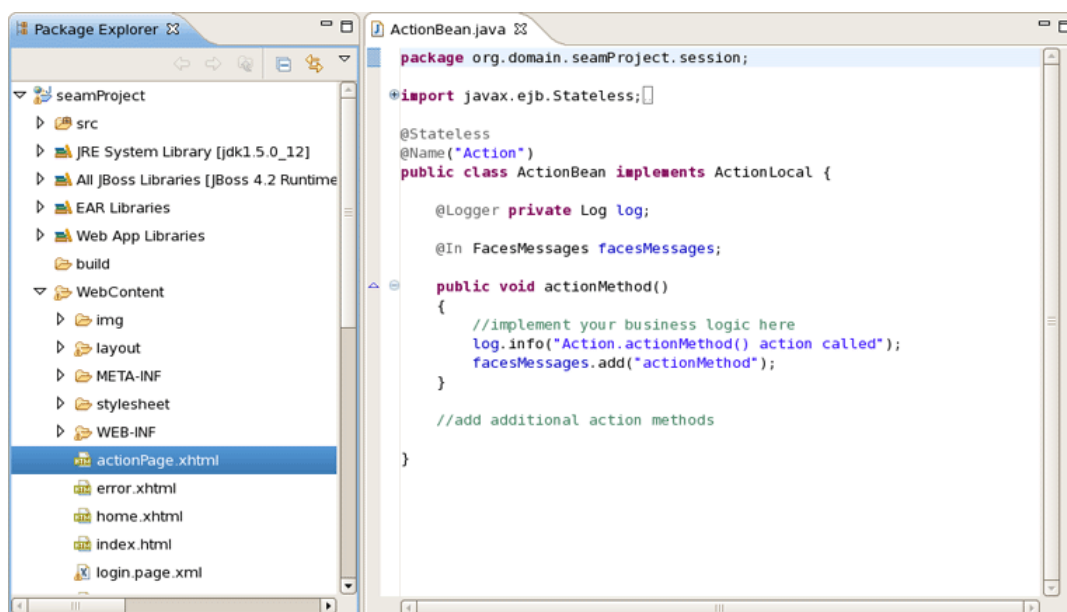 Package Explorer
seamProject
src
JRE System Library [jdk1.5.0_12]
All JBoss Libraries [JBoss 4.2 Runtime
EAR Libraries
Web App Libraries
build
WebContent
img
layout
META-INF
stylesheet
WEB-INF
actionPage.xhtml
error.xhtml
home.xhtml
index.html
login.page.xml
ActionBean.java
package org.domain.seamProject.session;
import javax.ejb.Stateless;
@Stateless
@Name("Action")
public class ActionBean implements ActionLocal {
@Logger private Log log;
@In FacesMessages facesMessages;
public void actionMethod()
{
//implement your business logic here
log.info("Action.actionMethod() action called");
facesMessages.add("actionMethod");
}
//add additional action methods
}